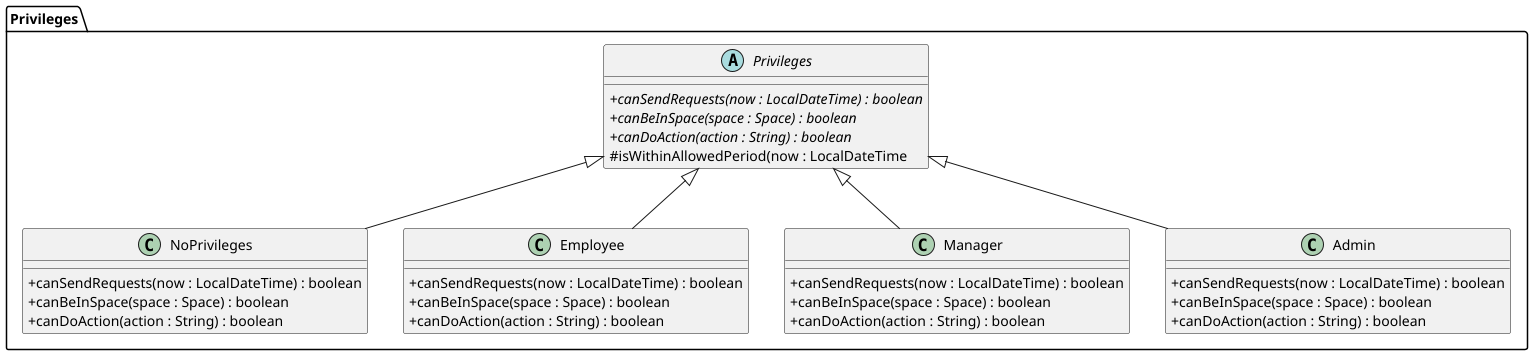 Privileges
A Privileges
+canSendRequests(now : LocalDateTime) : boolean
+canBeInSpace(space : Space) : boolean
+canDoAction(action : String) : boolean
#isWithinAllowedPeriod(now : LocalDateTime
C NoPrivileges
+canSendRequests(now : LocalDateTime) : boolean
+canBeInSpace(space : Space) : boolean
+canDoAction(action : String) : boolean
C Employee
+canSendRequests(now : LocalDateTime) : boolean
+canBeInSpace(space : Space) : boolean
+canDoAction(action : String) : boolean
C Manager
+canSendRequests(now : LocalDateTime) : boolean
+canBeInSpace(space : Space) : boolean
+canDoAction(action : String) : boolean
C Admin
+canSendRequests(now : LocalDateTime) : boolean
+canBeInSpace(space : Space) : boolean
+canDoAction(action : String) : boolean